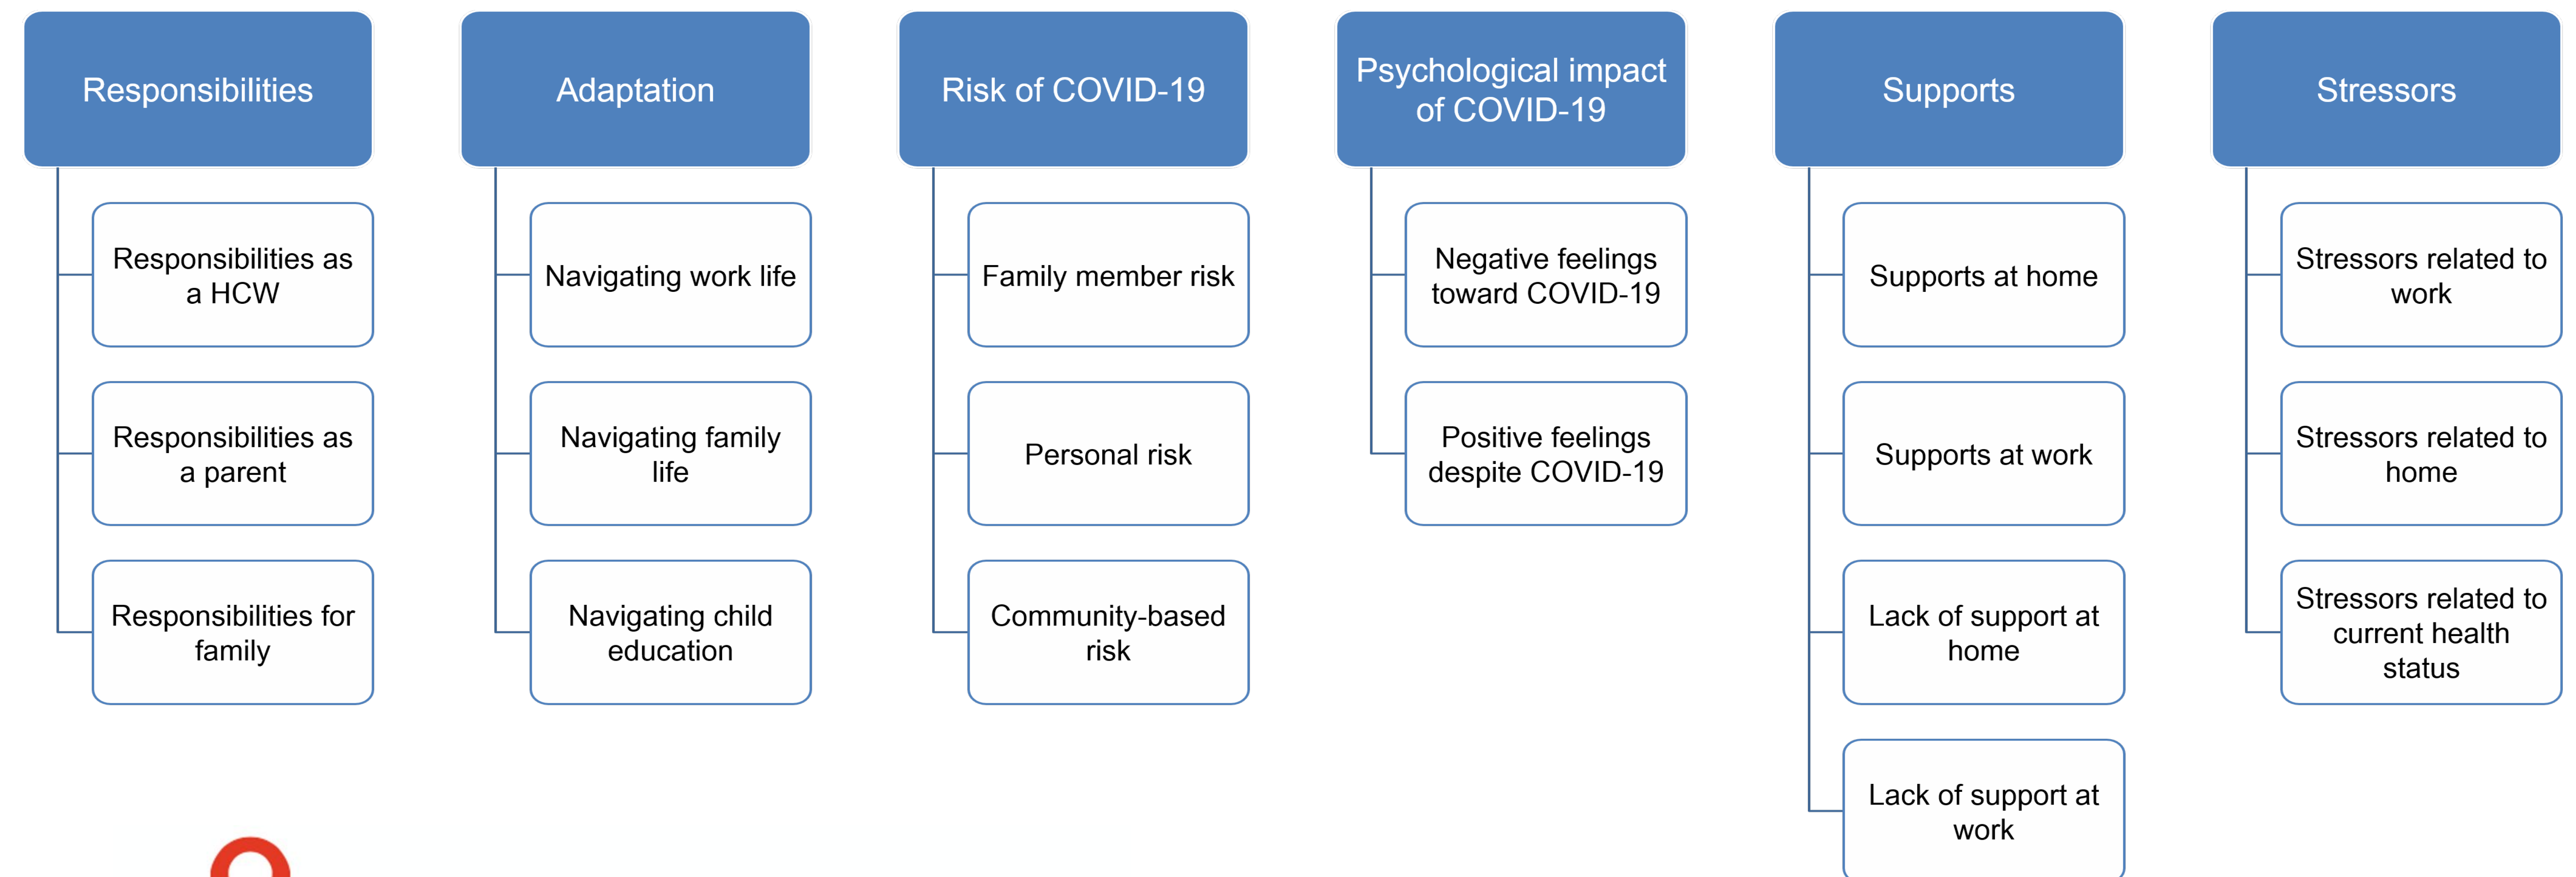 Responsibilities
Responsibilities as
a HCW
Responsibilities as
a parent
Responsibilities for
family
Adaptation
Navigating work life
Navigating family
life
Navigating child
education
Risk of COVID-19
Family member risk
Personal risk
Community-based
risk
Psychological impact
of COVID-19
Negative feelings
toward COVID-19
Positive feelings
despite COVID-19
Supports
Supports at home
Supports at work
Lack of support at
home
Lack of support at
work
Stressors
Stressors related to
work
Stressors related to
home
Stressors related to
current health
status